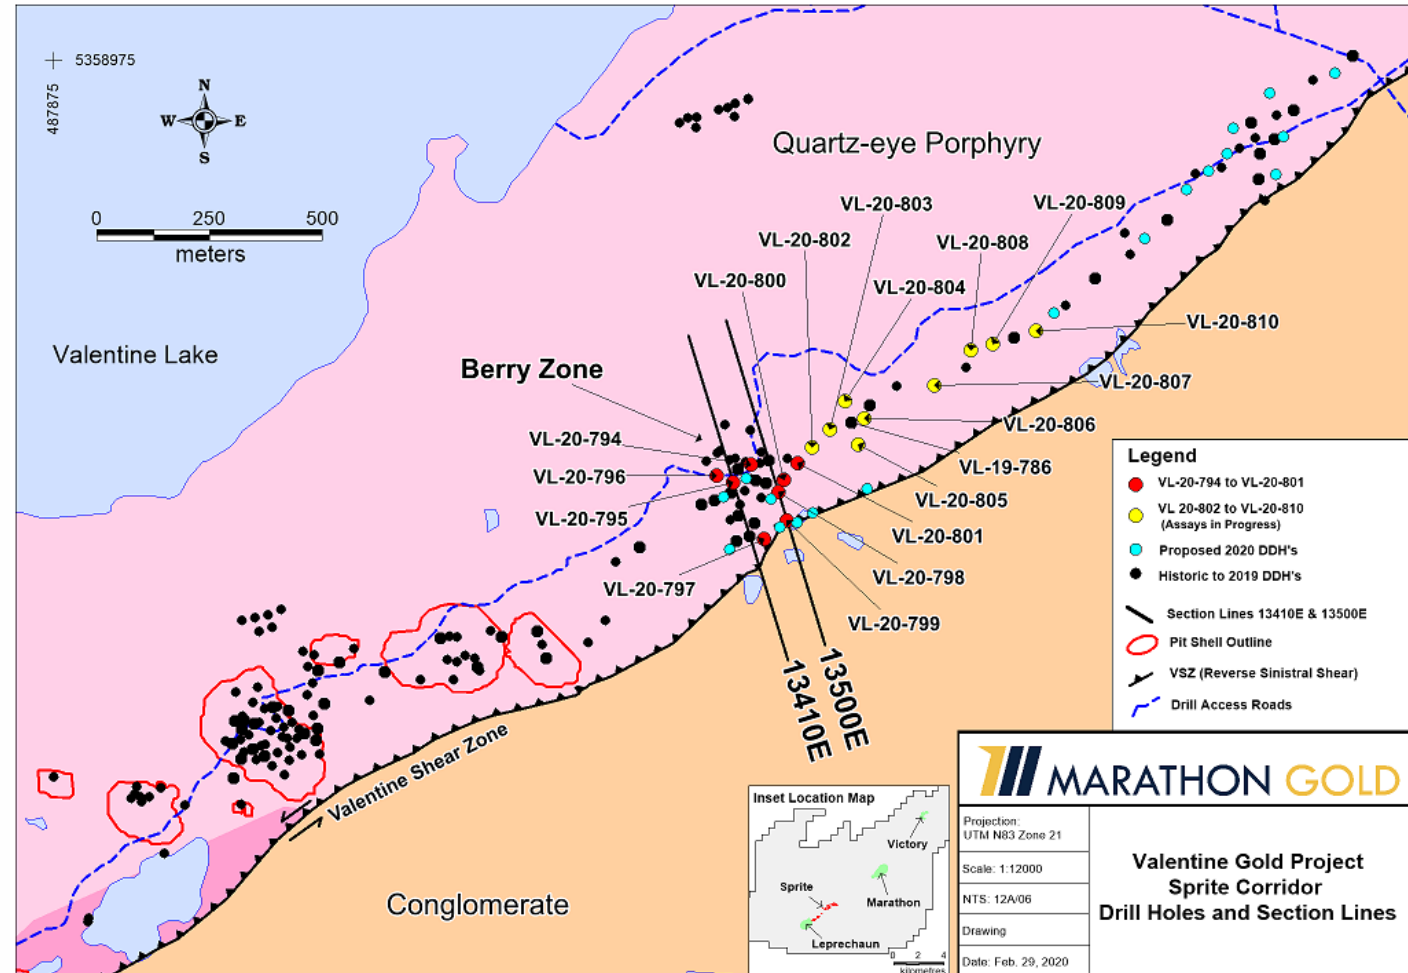 5358975
487875
N
W
E
S
0 250 500
meters
Quartz-eye Porphyry
Valentine Lake
VL-20-803
VL-20-809
VL-20-802
VL-20-808
VL-20-800
VL-20-804
VL-20-810
Berry Zone
VL-20-807
VL-20-806
VL-20-794
VL-19-786
VL-20-796
VL-20-805
VL-20-795
VL-20-801
VL-20-798
VL-20-797
VL-20-799
13410E
13500E
Valentine Shear Zone
Conglomerate
Legend
VL-20-794 to VL-20-801
VL 20-802 to VL-20-810
(Assays in Progress)
Proposed 2020 DDH's
Historic to 2019 DDH's
Section Lines 13410E & 13500E
Pit Shell Outline
VSZ (Reverse Sinistral Shear)
Drill Access Roads
MARATHON GOLD
Inset Location Map
Victory
Marathon
Sprite
Leprechaun
0 2 4
kilometres
Projection:
UTM N83 Zone 21
Scale: 1:12000
NTS: 12A/06
Drawing
Date: Feb. 29, 2020
Valentine Gold Project
Sprite Corridor
Drill Holes and Section Lines